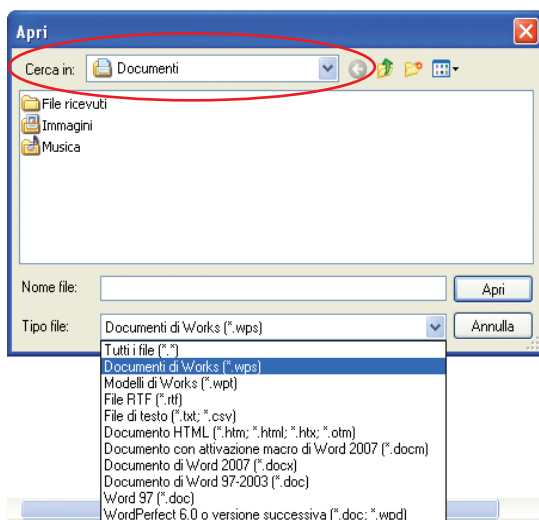 Apri
Cerca in: Documenti
File ricevuti
Immagini
Musica
Nome file: Apri
Tipo file: Documenti di Works (*.wps) Annulla
Tutti i file (*.*)
Documenti di Works (*.wps)
Modelli di Works (*.wpt)
File RTF (*.rtf)
File di testo (*.txt; *.csv)
Documento HTML (*.htm; *.html; *.htx; *.otm)
Documento con attivazione macro di Word 2007 (*.docm)
Documento di Word 2007 (*.docx)
Documento di Word 97-2003 (*.doc)
Word 97 (*.doc)
WordPerfect 6.0 o versione successiva (*.doc; *.wpd)